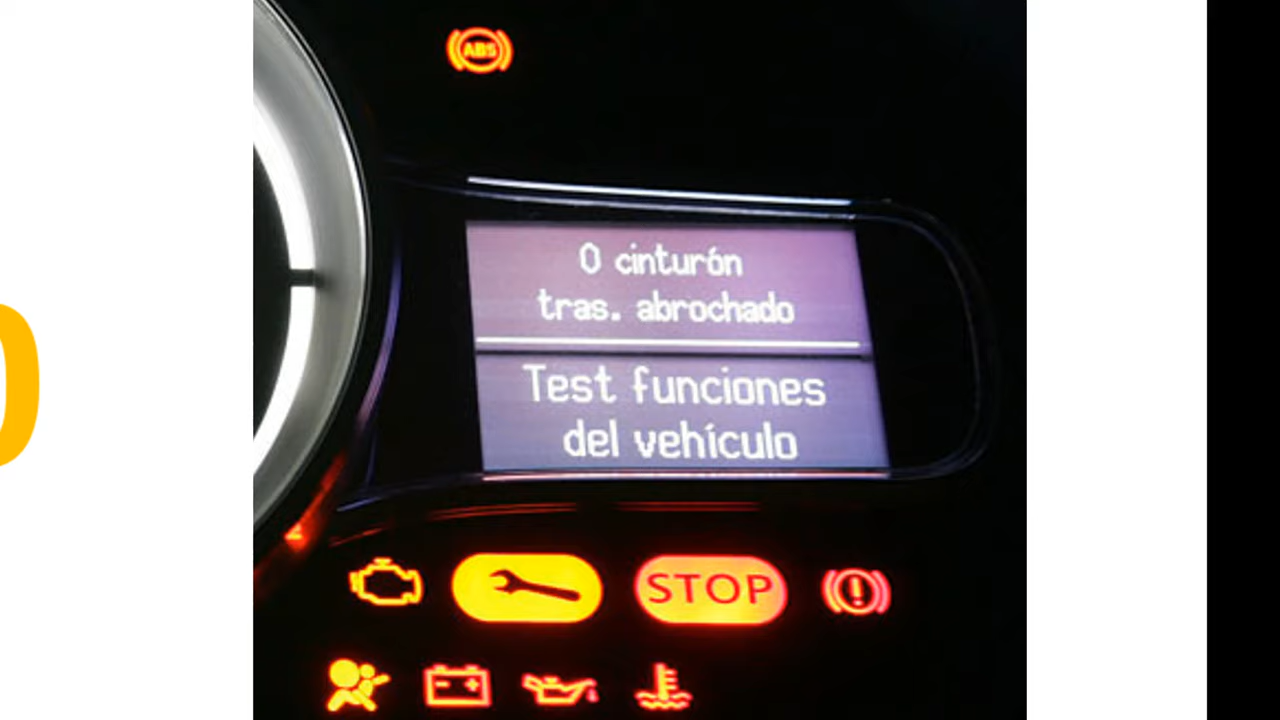 ABS
0 cinturón
tras. abrochado
Test funciones
del vehículo
STOP